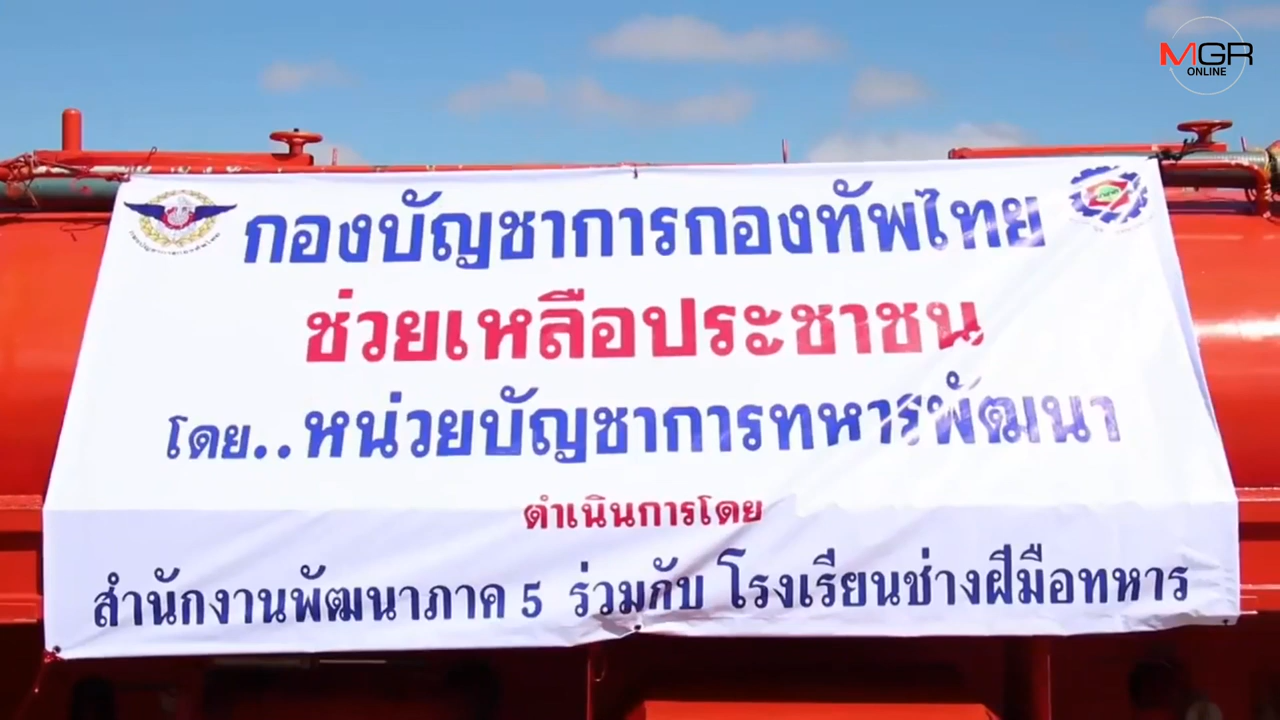 MGR
ONLINE
กองบัญชาการกองทัพไทย
ช่วยเหลือประชาชน
โดย..หน่วยบัญชาการทหารพัฒนา
ดำเนินการโดย
สำนักงานพัฒนาภาค 5 ร่วมกับ โรงเรียนช่างฝีมือทหาร